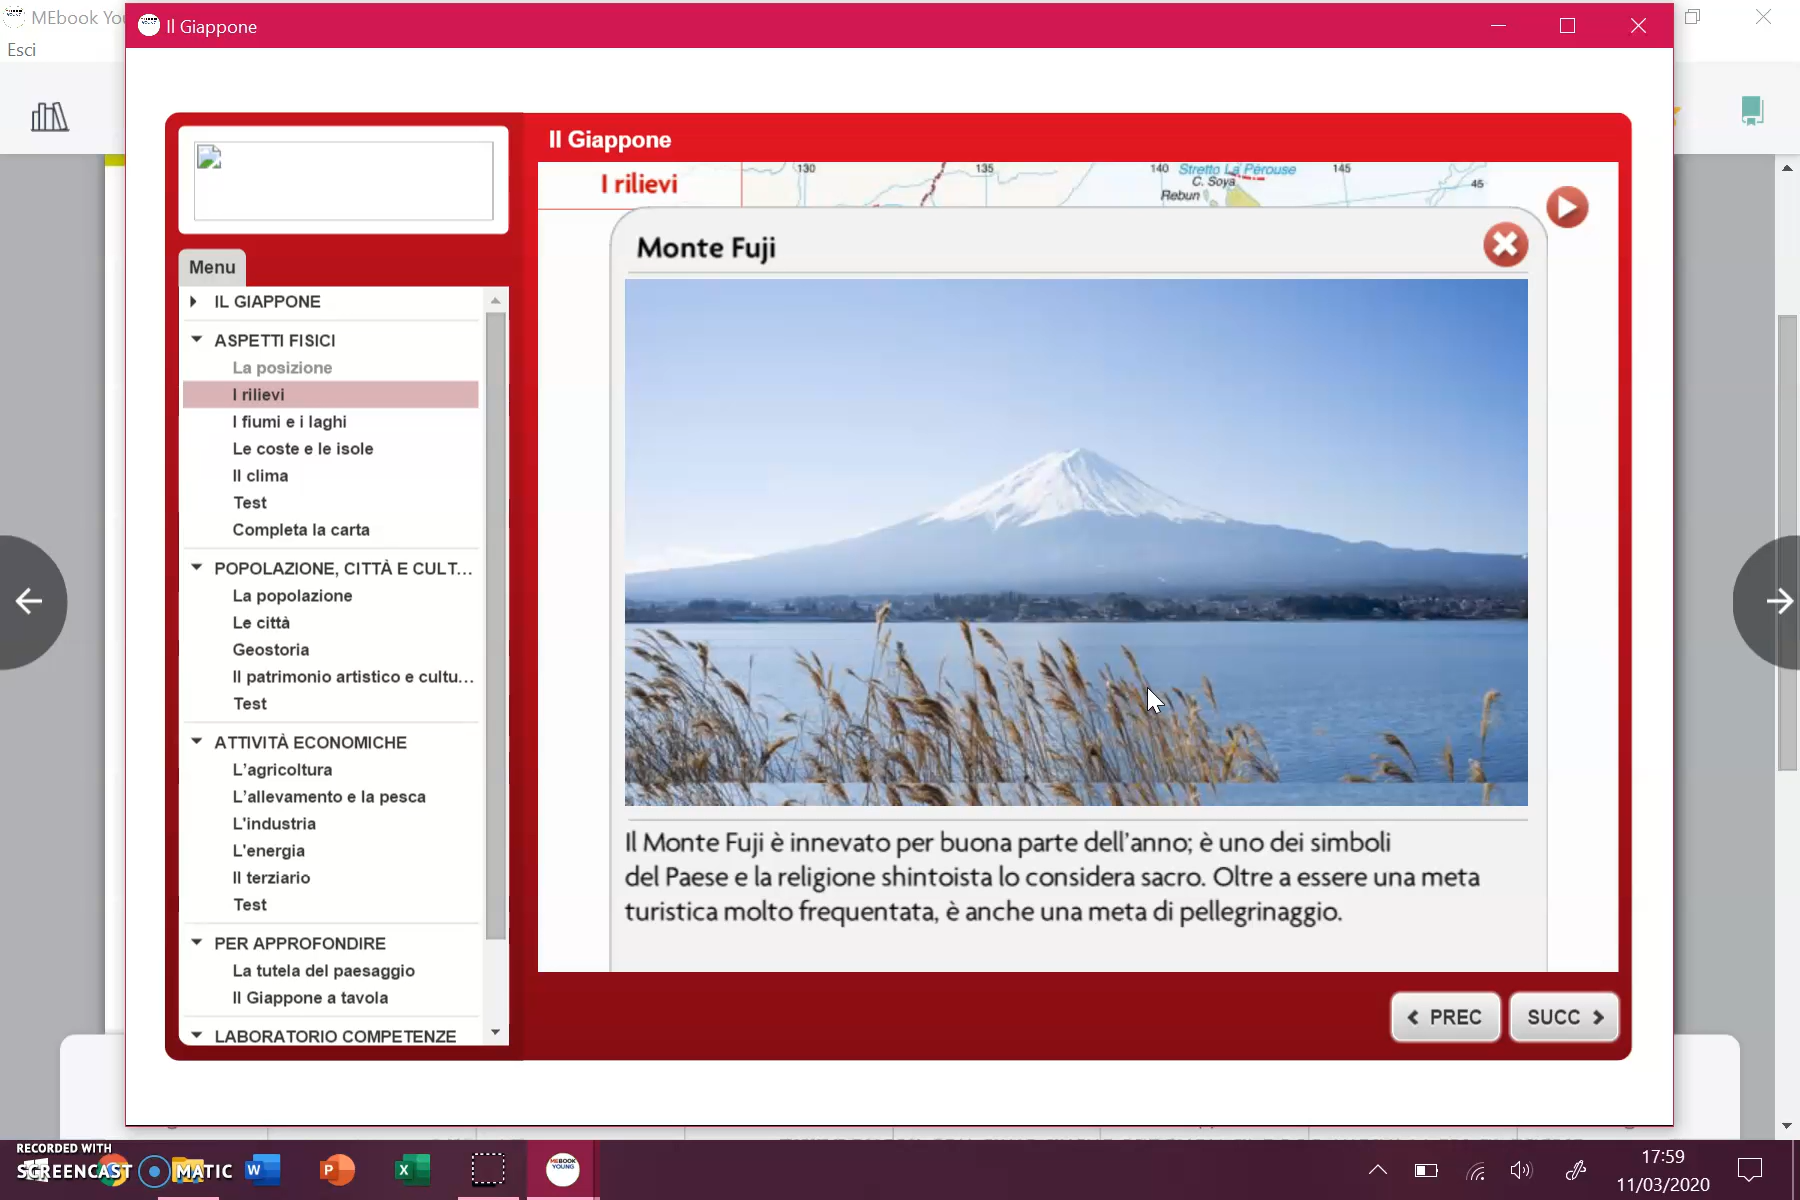 MEbook You
Il Giappone
Esci
Il Giappone
I rilievi
130
135
140
Stretto La Pérouse
145
C. Soya
Rebun
45
Monte Fuji
Menu
IL GIAPPONE
ASPETTI FISICI
La posizione
I rilievi
I fiumi e i laghi
Le coste e le isole
Il clima
Test
Completa la carta
POPOLAZIONE, CITTÀ E CULT...
La popolazione
Le città
Geostoria
Il patrimonio artistico e cultu...
Test
ATTIVITÀ ECONOMICHE
L'agricoltura
L'allevamento e la pesca
L'industria
L'energia
Il terziario
Test
PER APPROFONDIRE
La tutela del paesaggio
Il Giappone a tavola
LABORATORIO COMPETENZE
Il Monte Fuji è innevato per buona parte dell'anno; è uno dei simboli
del Paese e la religione shintoista lo considera sacro. Oltre a essere una meta
turistica molto frequentata, è anche una meta di pellegrinaggio.
PREC
SUCC
RECORDED WITH
SCREENCAST MATIC
W
P
X
MEBOOK
YOUNG
17:59
11/03/2020